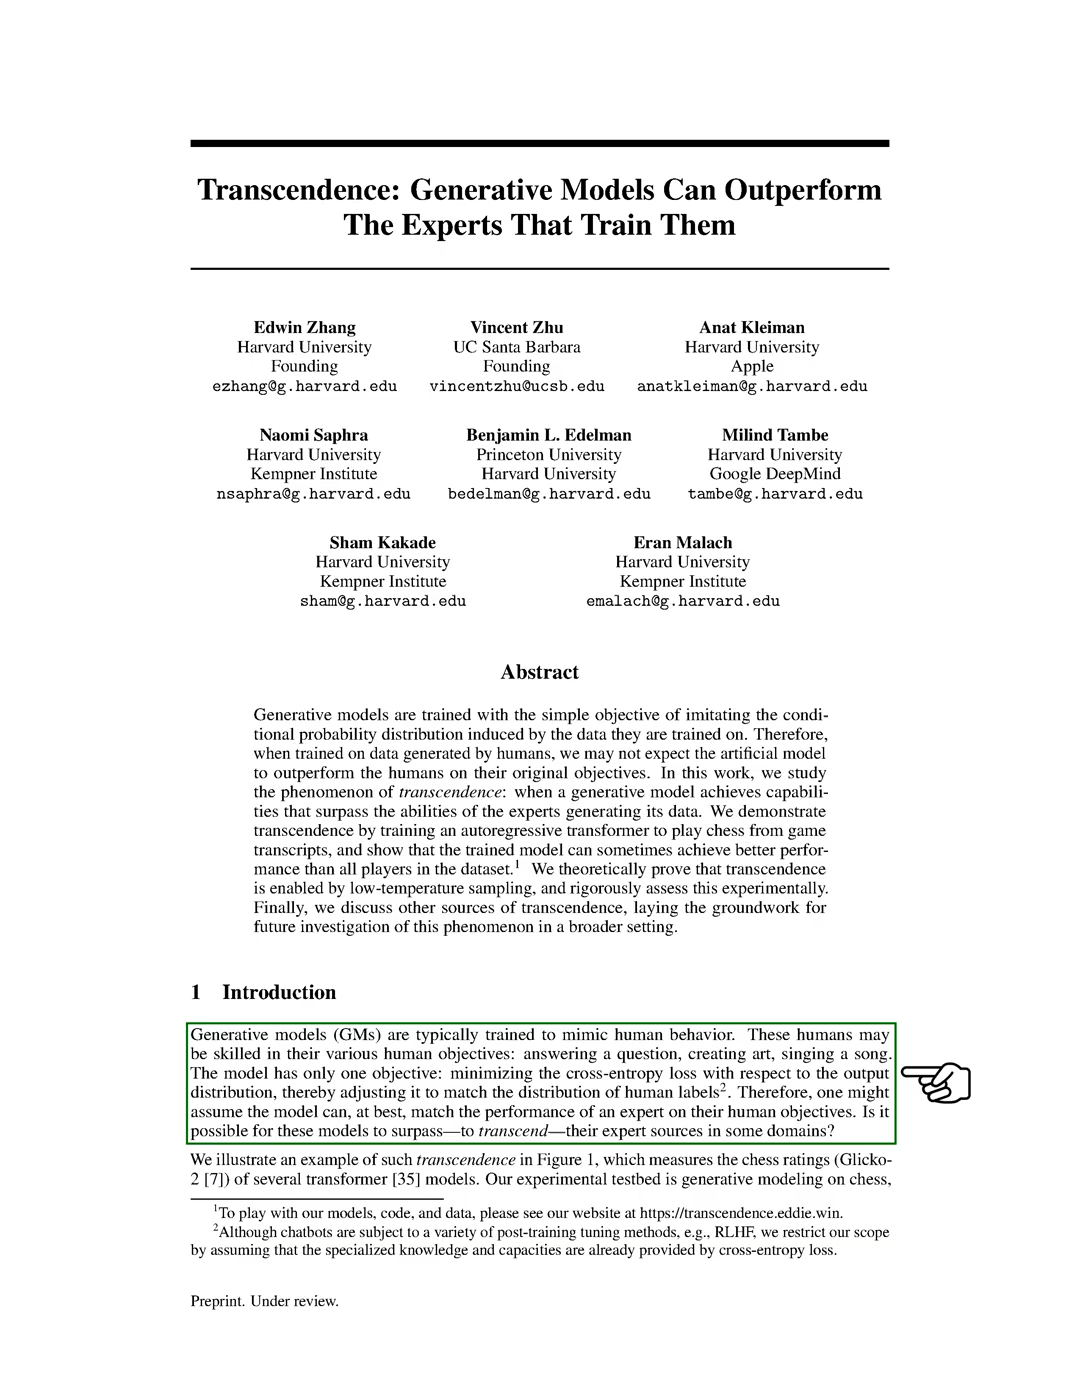 Transcendence: Generative Models Can Outperform
The Experts That Train Them
Edwin Zhang
Harvard University
Founding
ezhang@g.harvard.edu
Vincent Zhu
UC Santa Barbara
Founding
vincentzhu@ucsb.edu
Anat Kleiman
Harvard University
Apple
anatkleiman@g.harvard.edu
Naomi Saphra
Harvard University
Kempner Institute
nsaphra@g.harvard.edu
Benjamin L. Edelman
Princeton University
Harvard University
bedelman@g.harvard.edu
Milind Tambe
Harvard University
Google DeepMind
tambe@g.harvard.edu
Sham Kakade
Harvard University
Kempner Institute
sham@g.harvard.edu
Eran Malach
Harvard University
Kempner Institute
emalach@g.harvard.edu
Abstract
Generative models are trained with the simple objective of imitating the condi-
tional probability distribution induced by the data they are trained on. Therefore,
when trained on data generated by humans, we may not expect the artificial model
to outperform the humans on their original objectives. In this work, we study
the phenomenon of transcendence: when a generative model achieves capabili-
ties that surpass the abilities of the experts generating its data. We demonstrate
transcendence by training an autoregressive transformer to play chess from game
transcripts, and show that the trained model can sometimes achieve better perfor-
mance than all players in the dataset.1 We theoretically prove that transcendence
is enabled by low-temperature sampling, and rigorously assess this experimentally.
Finally, we discuss other sources of transcendence, laying the groundwork for
future investigation of this phenomenon in a broader setting.
1 Introduction
Generative models (GMs) are typically trained to mimic human behavior. These humans may
be skilled in their various human objectives: answering a question, creating art, singing a song.
The model has only one objective: minimizing the cross-entropy loss with respect to the output
distribution, thereby adjusting it to match the distribution of human labels2. Therefore, one might
assume the model can, at best, match the performance of an expert on their human objectives. Is it
possible for these models to surpass—to transcend—their expert sources in some domains?
We illustrate an example of such transcendence in Figure 1, which measures the chess ratings (Glicko-
2 [7]) of several transformer [35] models. Our experimental testbed is generative modeling on chess,
1To play with our models, code, and data, please see our website at https://transcendence.eddie.win.
2Although chatbots are subject to a variety of post-training tuning methods, e.g., RLHF, we restrict our scope
by assuming that the specialized knowledge and capacities are already provided by cross-entropy loss.
Preprint. Under review.